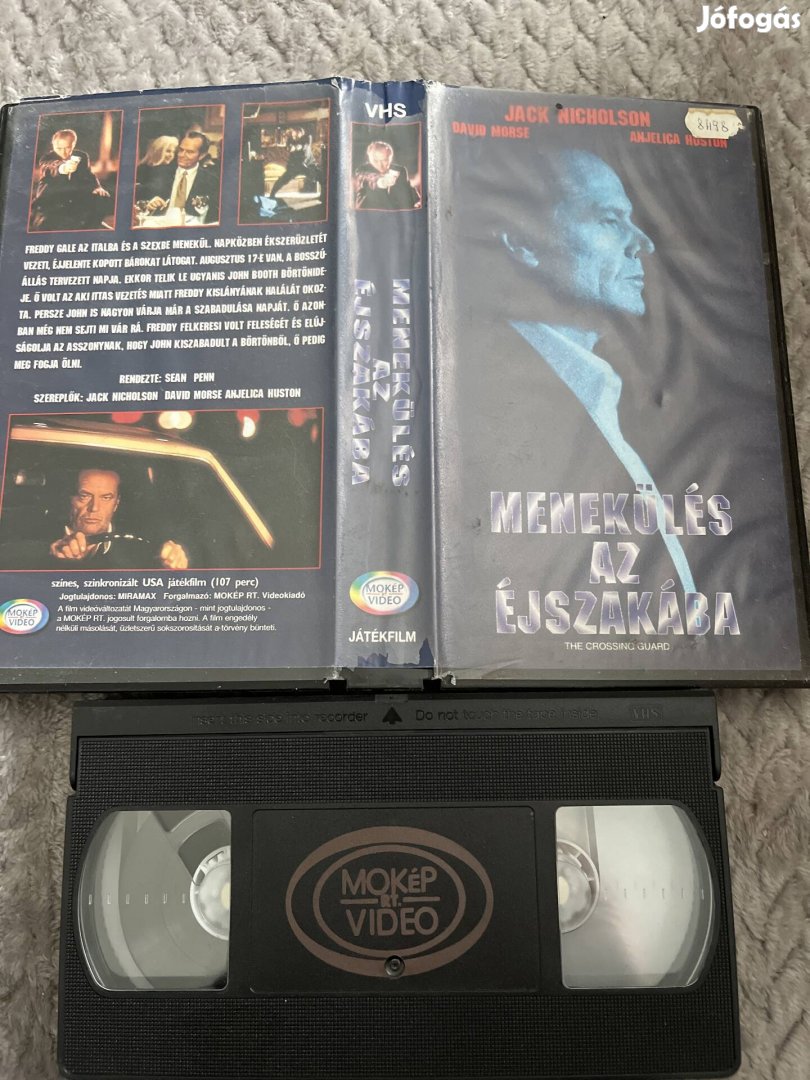 Jófogás
FREDDY GALE AZ ITALBA ÉS A SZEXBE MENEKÜL. NAPKÖZBEN ÉKSZERÜZLETÉT
VEZETI, ÉJJELENTE KOPOTT BÁROKAT LÁTOGAT. AUGUSZTUS 17-E VAN, A BOSSZÚ-
ÁLLÁS TERVEZETT NAPJA. EKKOR TELIK LE UGYANIS JOHN BOOTH BÖRTÖNIDE-
JE. Ő VOLT AZ AKI ITTAS VEZETÉS MIATT FREDDY KISLÁNYÁNAK HALÁLÁT OKOZ-
TA. PERSZE JOHN IS NAGYON VÁRJA MÁR A SZABADULÁSA NAPJÁT. Ő AZON-
BAN MÉG NEM SEJTI MI VÁR RÁ. FREDDY FELKERESI VOLT FELESÉGÉT ÉS ELÚJ-
SÁGOLJA AZ ASSZONYNAK, HOGY JOHN KISZABADULT A BÖRTÖNBŐL, Ő PEDIG
MEG FOGJA ÖLNI.
RENDEZTE: SEAN PENN
SZEREPLŐK: JACK NICHOLSON DAVID MORSE ANJELICA HUSTON
színes, szinkronizált USA játékfilm (107 perc)
Jogtulajdonos: MIRAMAX Forgalmazó: MOKÉP RT. Videokiadó
A film videóváltozatát Magyarországon - mint jogtulajdonos -
a MOKÉP RT. jogosult forgalomba hozni. A film engedély
nélküli másolását, üzletszerű sokszorosítását a törvény bünteti.
MOKÉP
VIDEO
VHS
MENEKÜLÉS
AZ
ÉJSZAKÁBA
MOKÉP
VIDEO
JÁTÉKFILM
JACK NICHOLSON
DAVID MORSE ANJELICA HUSTON
8498
MENEKÜLÉS
AZ
ÉJSZAKÁBA
THE CROSSING GUARD
Insert this side into recorder Do not touch the tape inside VHS
MOKÉP
RT.
VIDEO